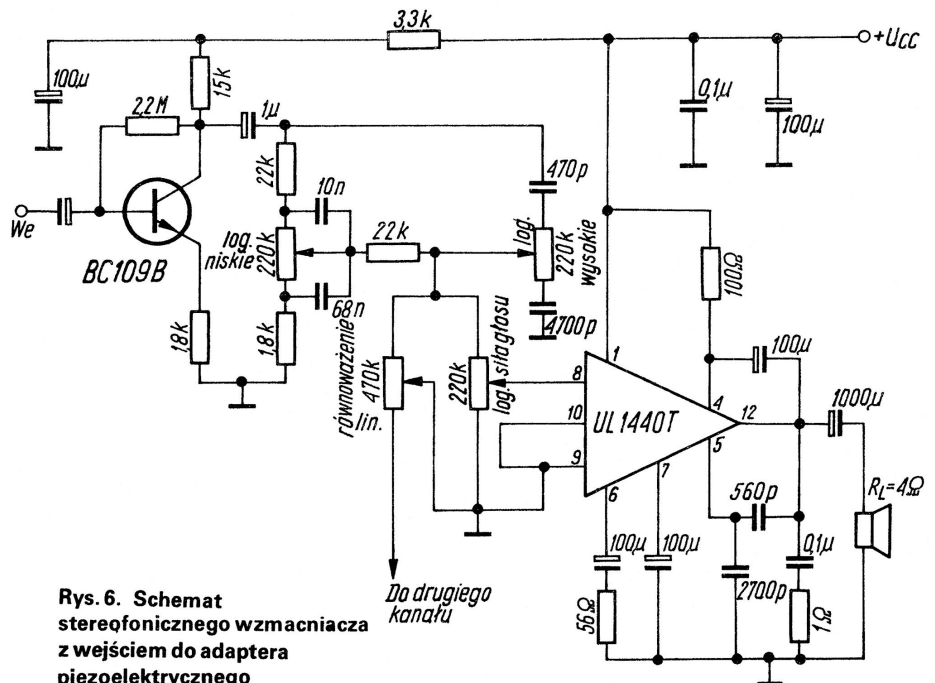 3,3k
+UCC
100µ
15k
0,1µ
100µ
2,2M
1µ
22k
10n
470p
We
log.
niskie
220k
22k
log.
220k
wysokie
100Ω
BC109B
68n
4700p
1,8k
1,8k
równoważenie
470k
lin.
220k
log. siła głosu
8
10
9
1
UL1440T
4
12
5
6
7
100µ
1000µ
RL=4Ω
560p
100µ
100µ
0,1µ
2700p
56Ω
1Ω
Do drugiego
kanału
Rys. 6. Schemat
stereofonicznego wzmacniacza
z wejściem do adaptera
piezoelektrycznego